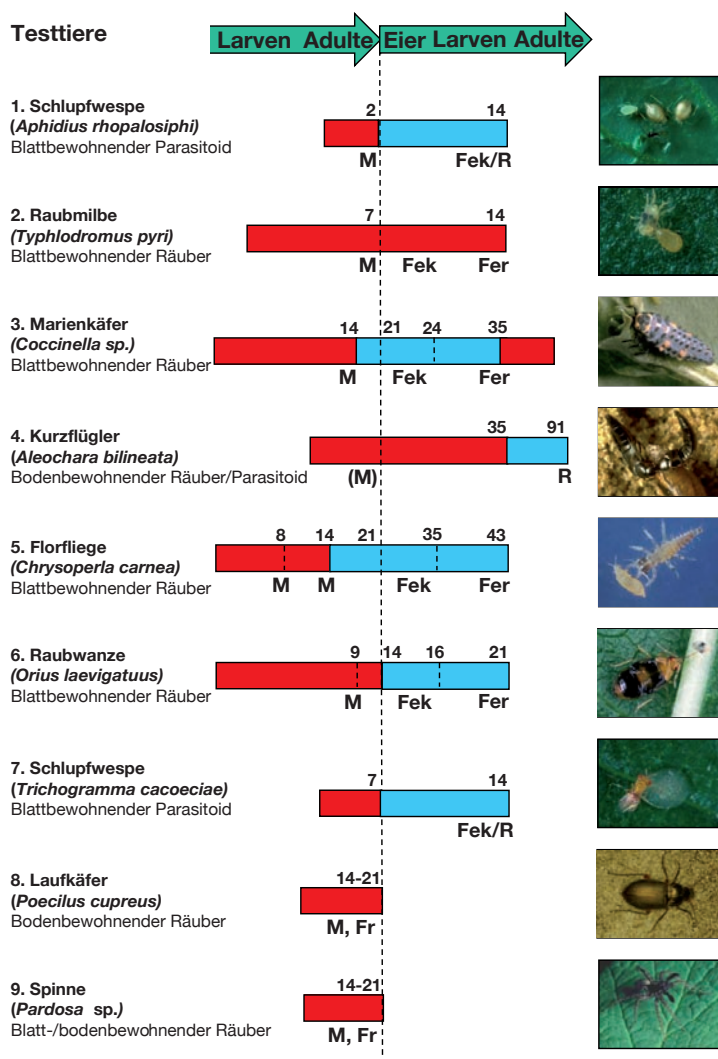 Testtiere
Larven Adulte Eier Larven Adulte
1. Schlupfwespe
(Aphidius rhopalosiphi)
Blattbewohnender Parasitoid
2 14
M Fek/R
2. Raubmilbe
(Typhlodromus pyri)
Blattbewohnender Räuber
7 14
M Fek Fer
3. Marienkäfer
(Coccinella sp.)
Blattbewohnender Räuber
14 21 24 35
M Fek Fer
4. Kurzflügler
(Aleochara bilineata)
Bodenbewohnender Räuber/Parasitoid
35 91
(M) R
5. Florfliege
(Chrysoperla carnea)
Blattbewohnender Räuber
8 14 21 35 43
M M Fek Fer
6. Raubwanze
(Orius laevigatuus)
Blattbewohnender Räuber
9 14 16 21
M Fek Fer
7. Schlupfwespe
(Trichogramma cacoeciae)
Blattbewohnender Parasitoid
7 14
Fek/R
8. Laufkäfer
(Poecilus cupreus)
Bodenbewohnender Räuber
14-21
M, Fr
9. Spinne
(Pardosa sp.)
Blatt-/bodenbewohnender Räuber
14-21
M, Fr